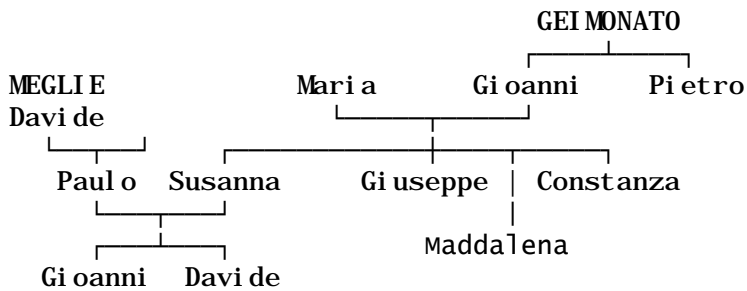 GEIMONATO
MEGLIE Maria Gioanni Pietro
Davide
Paulo Susanna Giuseppe Constanza
Maddalena
Gioanni Davide